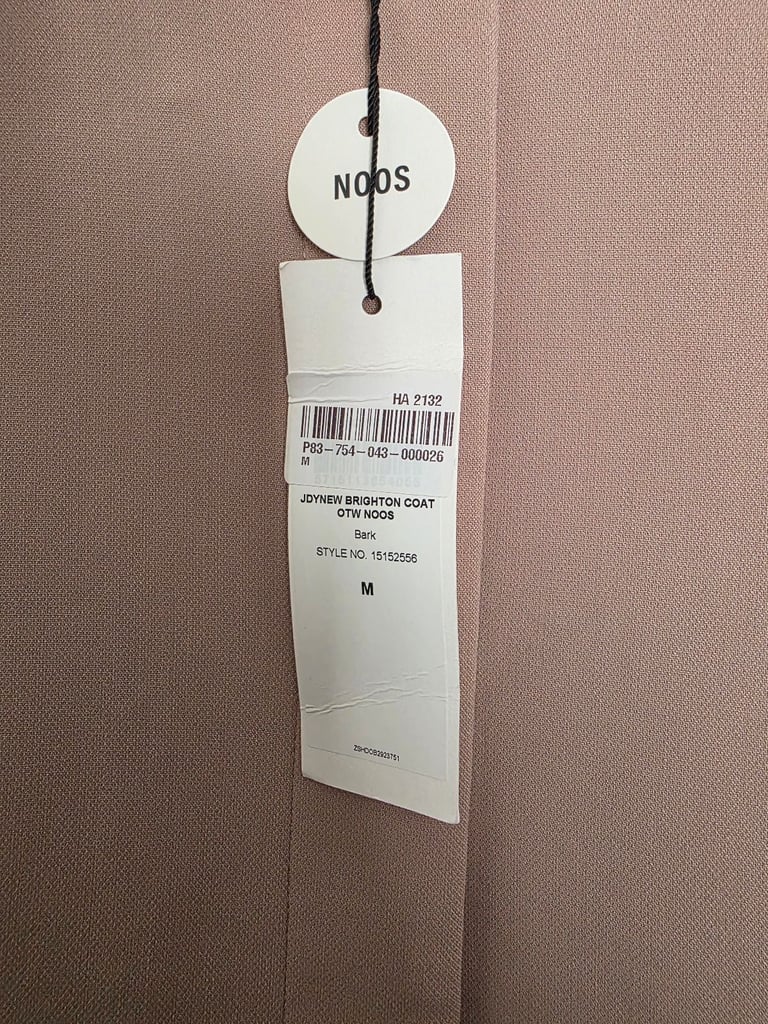 NOOS
HA 2132
P83-754-043-000026
M
JDYNEW BRIGHTON COAT
OTW NOOS
Bark
STYLE NO. 15152556
M